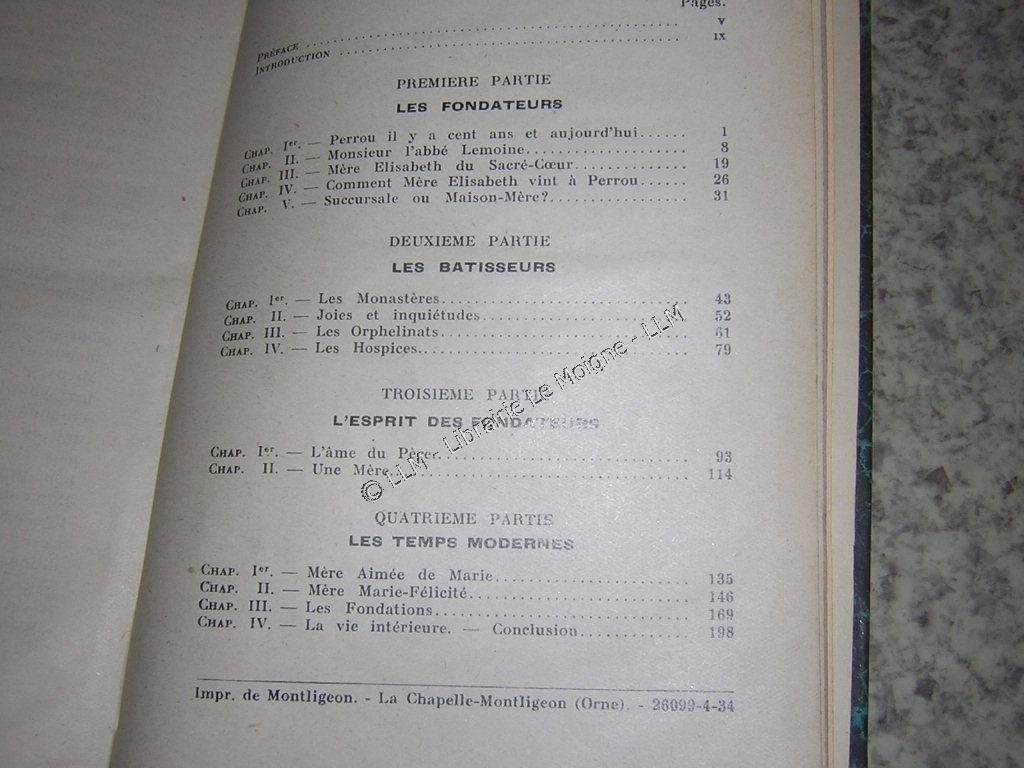 Pages.
PRÉFACE ........ V
INTRODUCTION ........ IX
PREMIERE PARTIE
LES FONDATEURS
CHAP. Ier. — Perrou il y a cent ans et aujourd'hui...... 1
CHAP. II. — Monsieur l'abbé Lemoine........ 8
CHAP. III. — Mère Elisabeth du Sacré-Cœur........ 19
CHAP. IV. — Comment Mère Elisabeth vint à Perrou...... 26
CHAP. V. — Succursale ou Maison-Mère?........ 31
DEUXIEME PARTIE
LES BATISSEURS
CHAP. Ier. — Les Monastères........ 43
CHAP. II. — Joies et inquiétudes........ 52
CHAP. III. — Les Orphelinats........ 61
CHAP. IV. — Les Hospices........ 79
TROISIEME PARTIE
L'ESPRIT DES FONDATEURS
CHAP. Ier. — L'âme du Père........ 93
CHAP. II. — Une Mère........ 114
© LLM - Librairie Le Moigne - LLM
QUATRIEME PARTIE
LES TEMPS MODERNES
CHAP. Ier. — Mère Aimée de Marie........ 135
CHAP. II. — Mère Marie-Félicité........ 146
CHAP. III. — Les Fondations........ 169
CHAP. IV. — La vie intérieure. — Conclusion........ 198
Impr. de Montligeon. - La Chapelle-Montligeon (Orne). - 26099-4-34